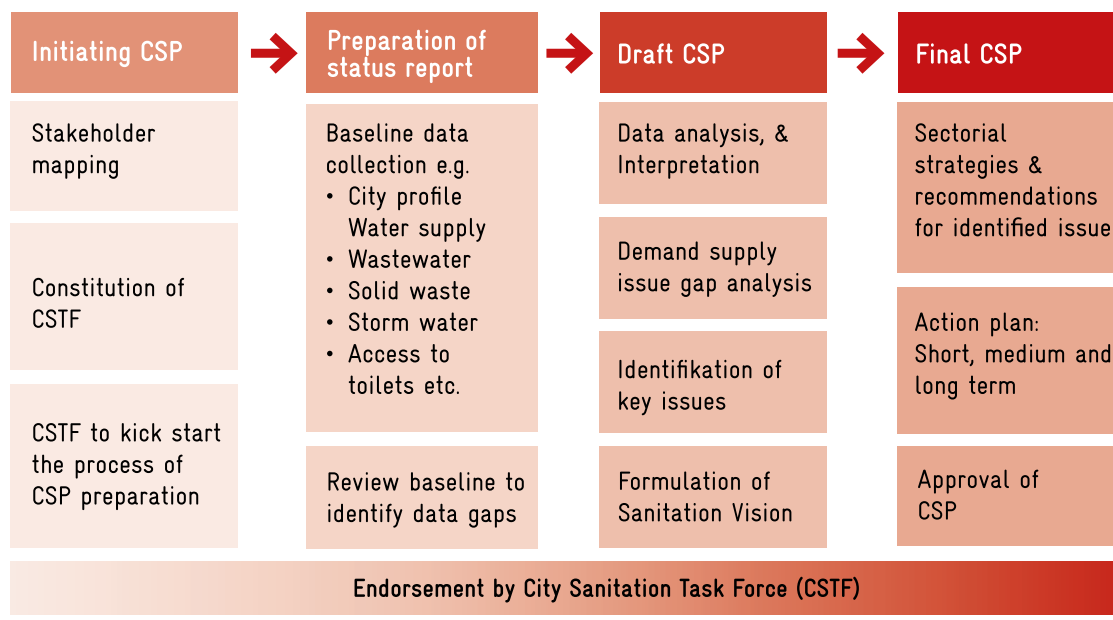 Initiating CSP
Stakeholder
mapping
Constitution of
CSTF
CSTF to kick start
the process of
CSP preparation
Preparation of
status report
Baseline data
collection e.g.
• City profile
Water supply
• Wastewater
• Solid waste
• Storm water
• Access to
toilets etc.
Review baseline to
identify data gaps
Draft CSP
Data analysis, &
Interpretation
Demand supply
issue gap analysis
Identifikation of
key issues
Formulation of
Sanitation Vision
Final CSP
Sectorial
strategies &
recommendations
for identified issue
Action plan:
Short, medium and
long term
Approval of
CSP
Endorsement by City Sanitation Task Force (CSTF)